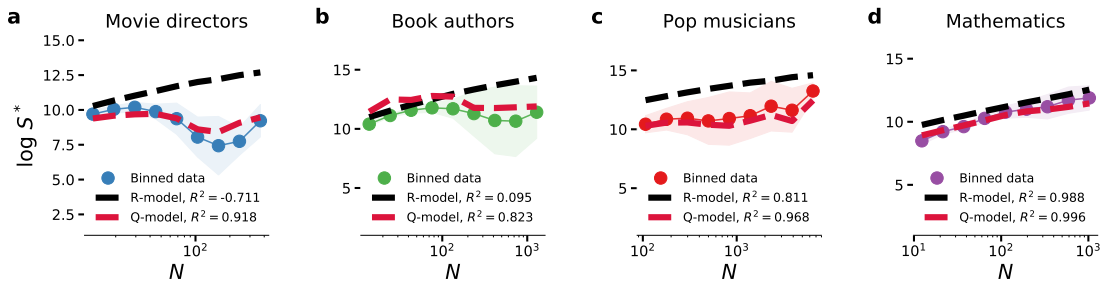 a Movie directors
15.0
12.5
10.0
7.5
5.0
2.5
log S*
Binned data
R-model, R² = -0.711
Q-model, R² = 0.918
10²
N
b Book authors
15
10
5
Binned data
R-model, R² = 0.095
Q-model, R² = 0.823
10² 10³
N
c Pop musicians
15
10
5
Binned data
R-model, R² = 0.811
Q-model, R² = 0.968
10² 10³
N
d Mathematics
15
10
5
Binned data
R-model, R² = 0.988
Q-model, R² = 0.996
10¹ 10² 10³
N